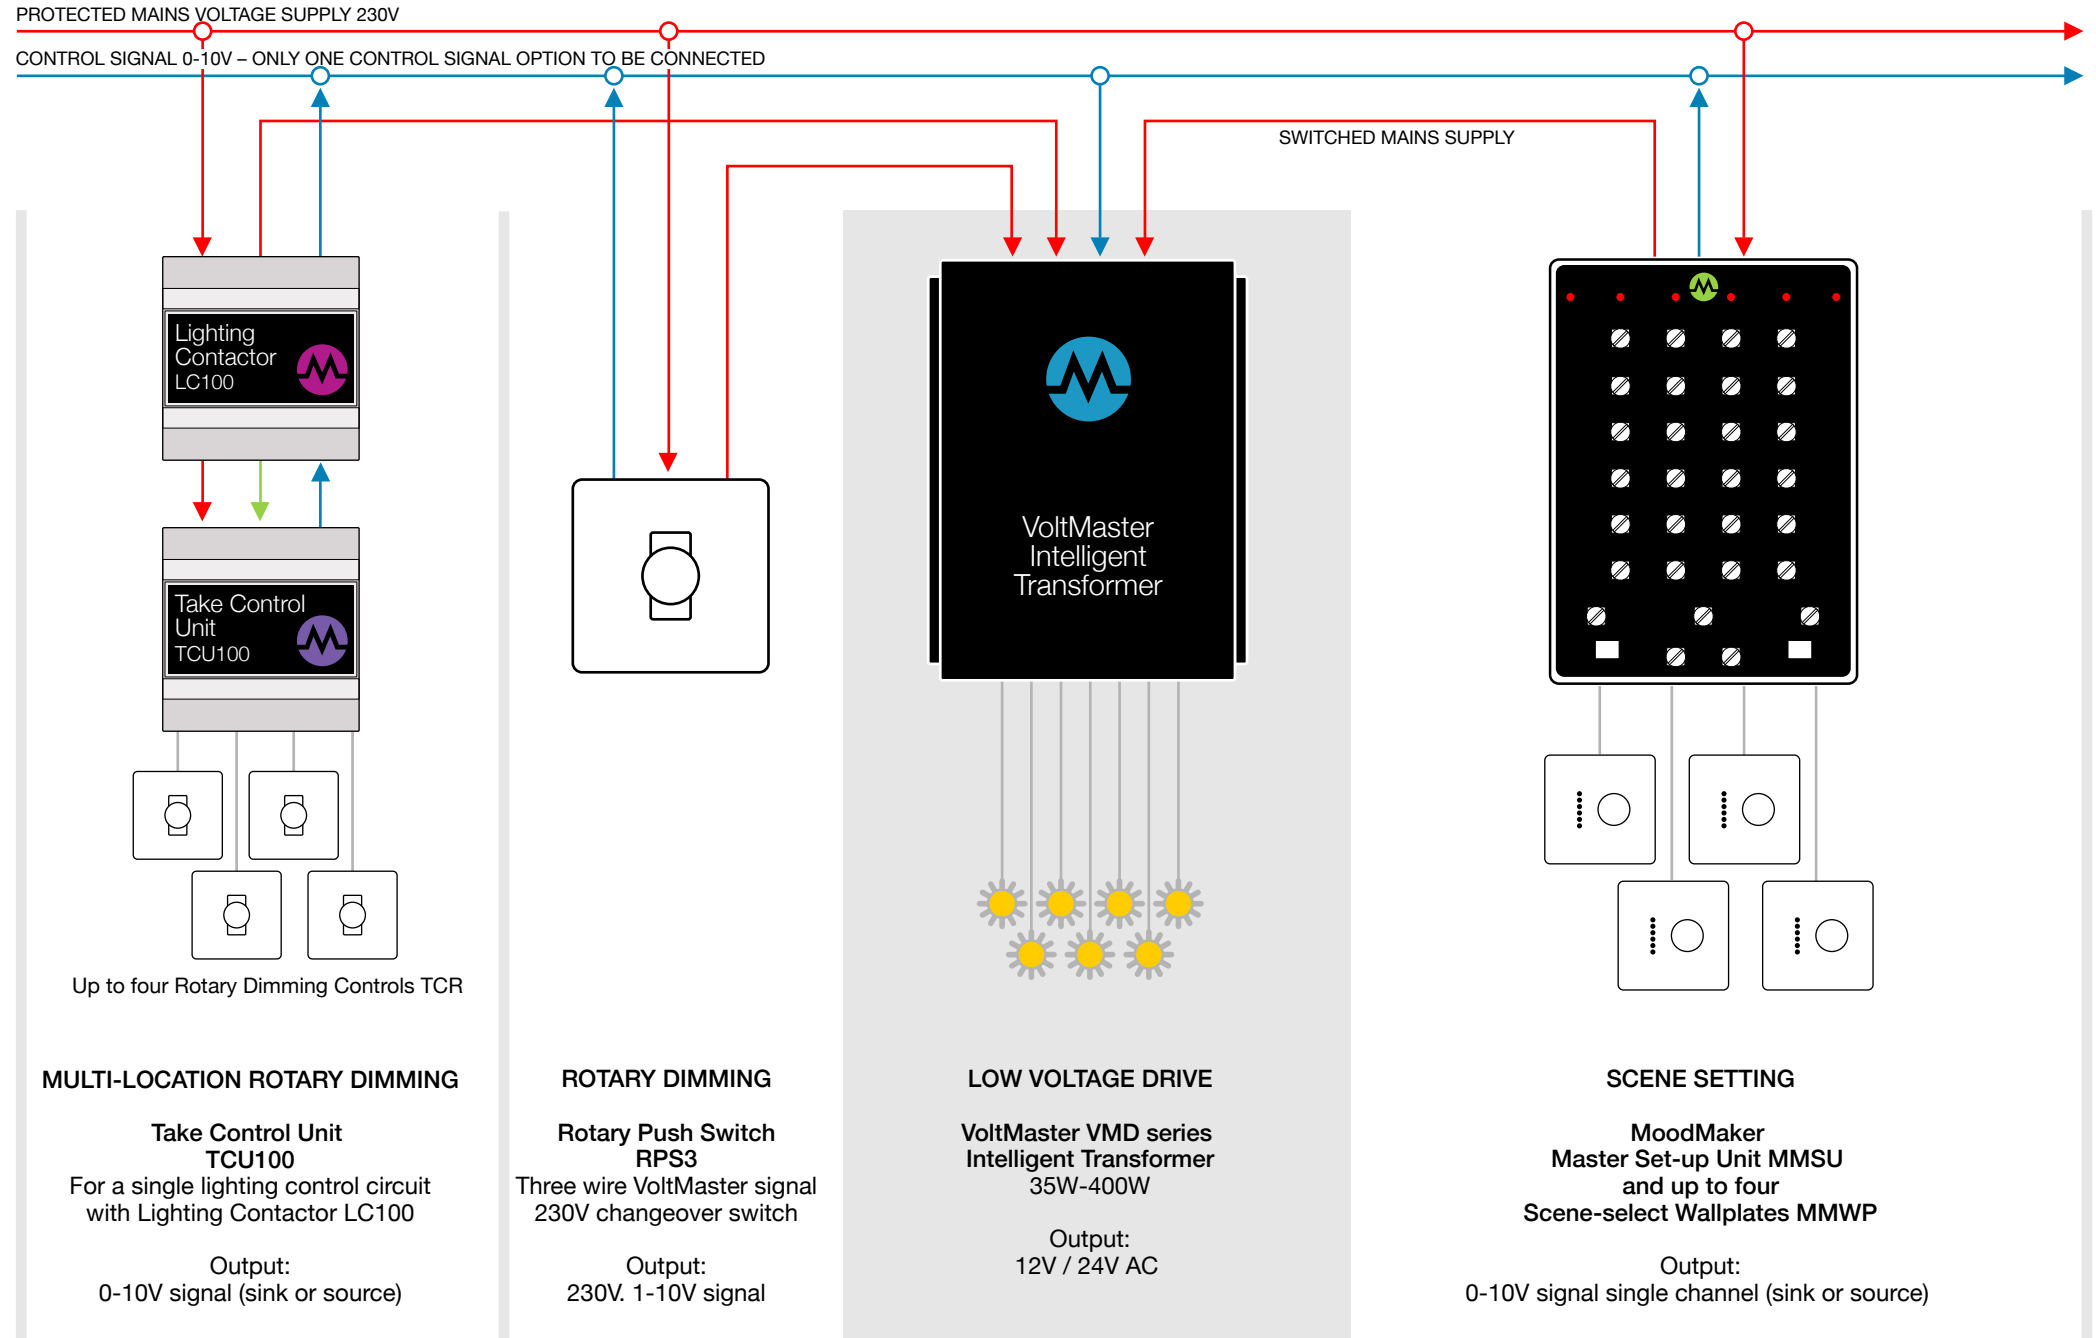 PROTECTED MAINS VOLTAGE SUPPLY 230V
CONTROL SIGNAL 0-10V – ONLY ONE CONTROL SIGNAL OPTION TO BE CONNECTED
SWITCHED MAINS SUPPLY
Lighting
Contactor
LC100
Take Control
Unit
TCU100
Up to four Rotary Dimming Controls TCR
VoltMaster
Intelligent
Transformer
MULTI-LOCATION ROTARY DIMMING
Take Control Unit
TCU100
For a single lighting control circuit
with Lighting Contactor LC100
Output:
0-10V signal (sink or source)
ROTARY DIMMING
Rotary Push Switch
RPS3
Three wire VoltMaster signal
230V changeover switch
Output:
230V. 1-10V signal
LOW VOLTAGE DRIVE
VoltMaster VMD series
Intelligent Transformer
35W-400W
Output:
12V / 24V AC
SCENE SETTING
MoodMaker
Master Set-up Unit MMSU
and up to four
Scene-select Wallplates MMWP
Output:
0-10V signal single channel (sink or source)